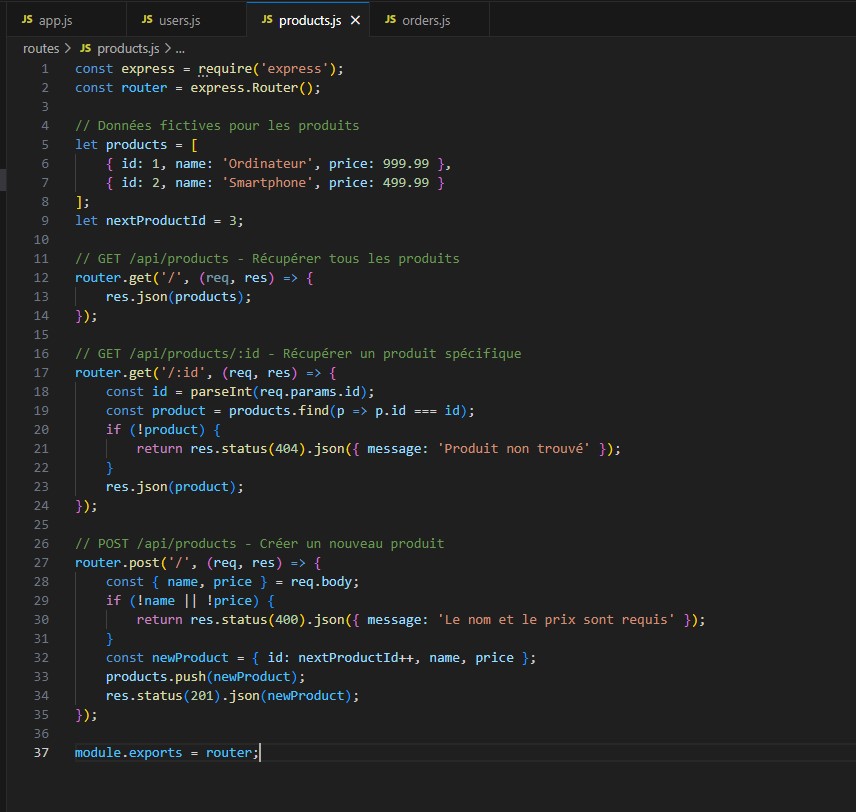 JS app.js JS users.js JS products.js × JS orders.js
routes > JS products.js > ...
1 const express = require('express');
2 const router = express.Router();
3
4 // Données fictives pour les produits
5 let products = [
6     { id: 1, name: 'Ordinateur', price: 999.99 },
7     { id: 2, name: 'Smartphone', price: 499.99 }
8 ];
9 let nextProductId = 3;
10
11 // GET /api/products - Récupérer tous les produits
12 router.get('/', (req, res) => {
13     res.json(products);
14 });
15
16 // GET /api/products/:id - Récupérer un produit spécifique
17 router.get('/:id', (req, res) => {
18     const id = parseInt(req.params.id);
19     const product = products.find(p => p.id === id);
20     if (!product) {
21         return res.status(404).json({ message: 'Produit non trouvé' });
22     }
23     res.json(product);
24 });
25
26 // POST /api/products - Créer un nouveau produit
27 router.post('/', (req, res) => {
28     const { name, price } = req.body;
29     if (!name || !price) {
30         return res.status(400).json({ message: 'Le nom et le prix sont requis' });
31     }
32     const newProduct = { id: nextProductId++, name, price };
33     products.push(newProduct);
34     res.status(201).json(newProduct);
35 });
36
37 module.exports = router;